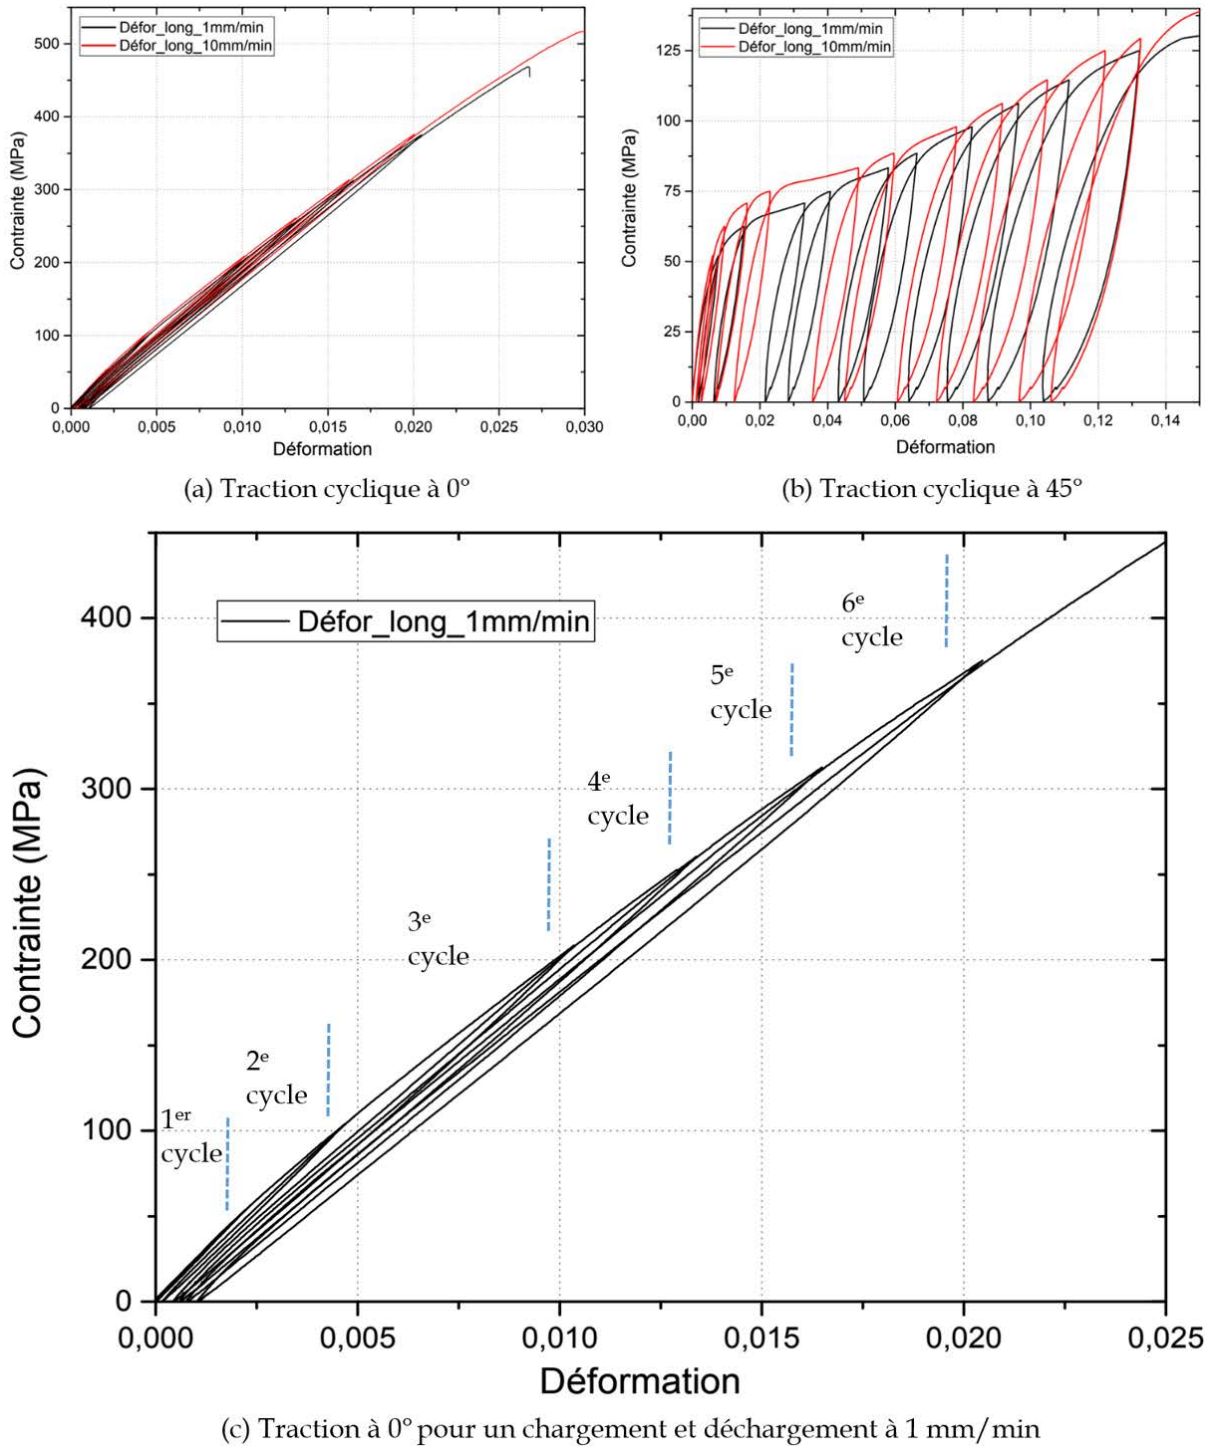 Défor_long_1mm/min
Défor_long_10mm/min
500
400
300
200
100
0
Contrainte (MPa)
0,000 0,005 0,010 0,015 0,020 0,025 0,030
Déformation
(a) Traction cyclique à 0°
Défor_long_1mm/min
Défor_long_10mm/min
125
100
75
50
25
0
Contrainte (MPa)
0,00 0,02 0,04 0,06 0,08 0,10 0,12 0,14
Déformation
(b) Traction cyclique à 45°
Défor_long_1mm/min
6e
cycle
5e
cycle
4e
cycle
3e
cycle
2e
cycle
1er
cycle
400
300
200
100
0
Contrainte (MPa)
0,000 0,005 0,010 0,015 0,020 0,025
Déformation
(c) Traction à 0° pour un chargement et déchargement à 1 mm/min